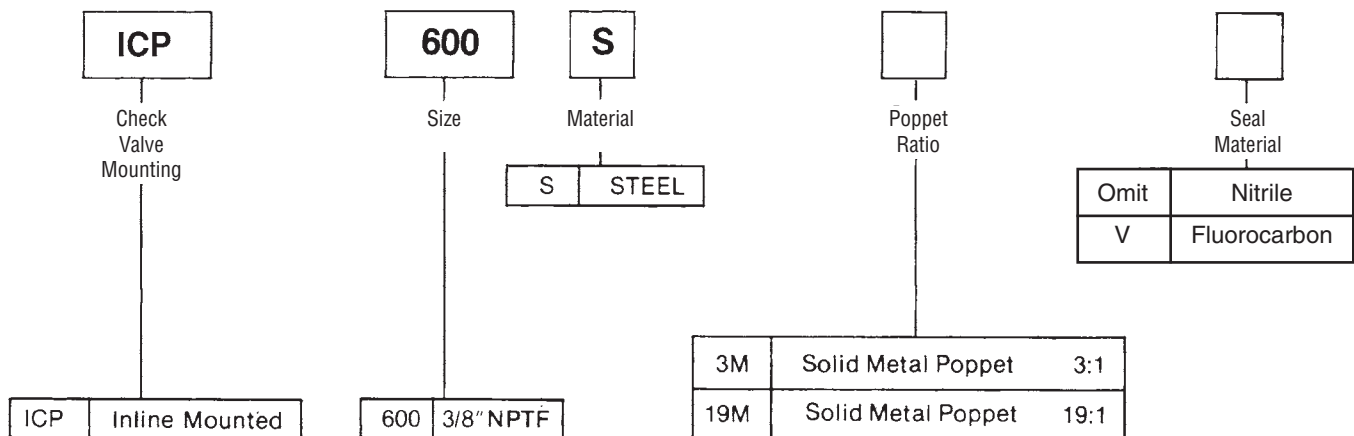 ICP 600 S
Check
Valve
Mounting
Size
Material
Poppet
Ratio
Seal
Material
S STEEL
Omit Nitrile
V Fluorocarbon
3M Solid Metal Poppet 3:1
19M Solid Metal Poppet 19:1
ICP Inline Mounted
600 3/8" NPTF